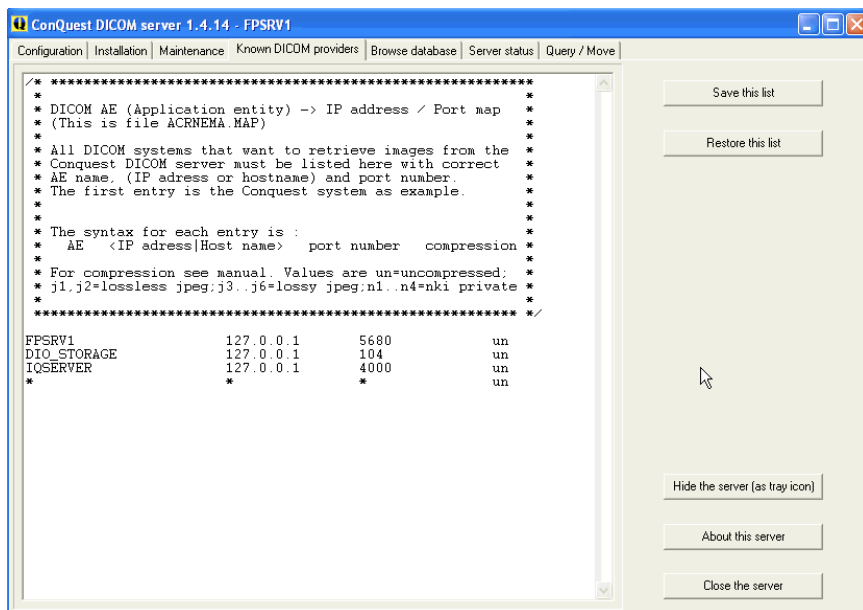 ConQuest DICOM server 1.4.14 - FPSRV1
Configuration Installation Maintenance Known DICOM providers Browse database Server status Query / Move
/* **********************************************************
*
* DICOM AE (Application entity) -> IP address / Port map *
* (This is file ACRNEMA.MAP) *
* *
* All DICOM systems that want to retrieve images from the *
* Conquest DICOM server must be listed here with correct *
* AE name, (IP adress or hostname) and port number. *
* The first entry is the Conquest system as example. *
* *
* *
* The syntax for each entry is : *
* AE <IP adress|Host name> port number compression *
* *
* For compression see manual. Values are un=uncompressed; *
* j1,j2=lossless jpeg;j3..j6=lossy jpeg;n1..n4=nki private *
* *
********************************************************** */
FPSRV1 127.0.0.1 5680 un
DIO_STORAGE 127.0.0.1 104 un
IQSERVER 127.0.0.1 4000 un
* * * un
Save this list
Restore this list
Hide the server (as tray icon)
About this server
Close the server